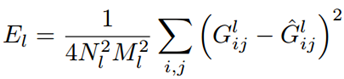 E_l = \frac{1}{4N_l^2 M_l^2} \sum_{i,j} \left( G_{ij}^l - \hat{G}_{ij}^l \right)^2